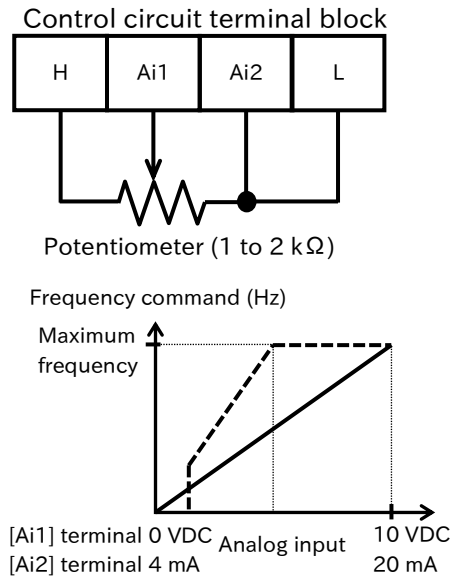 Control circuit terminal block
H Ai1 Ai2 L
Potentiometer (1 to 2 kΩ)
Frequency command (Hz)
Maximum
frequency
[Ai1] terminal 0 VDC Analog input 10 VDC
[Ai2] terminal 4 mA 20 mA